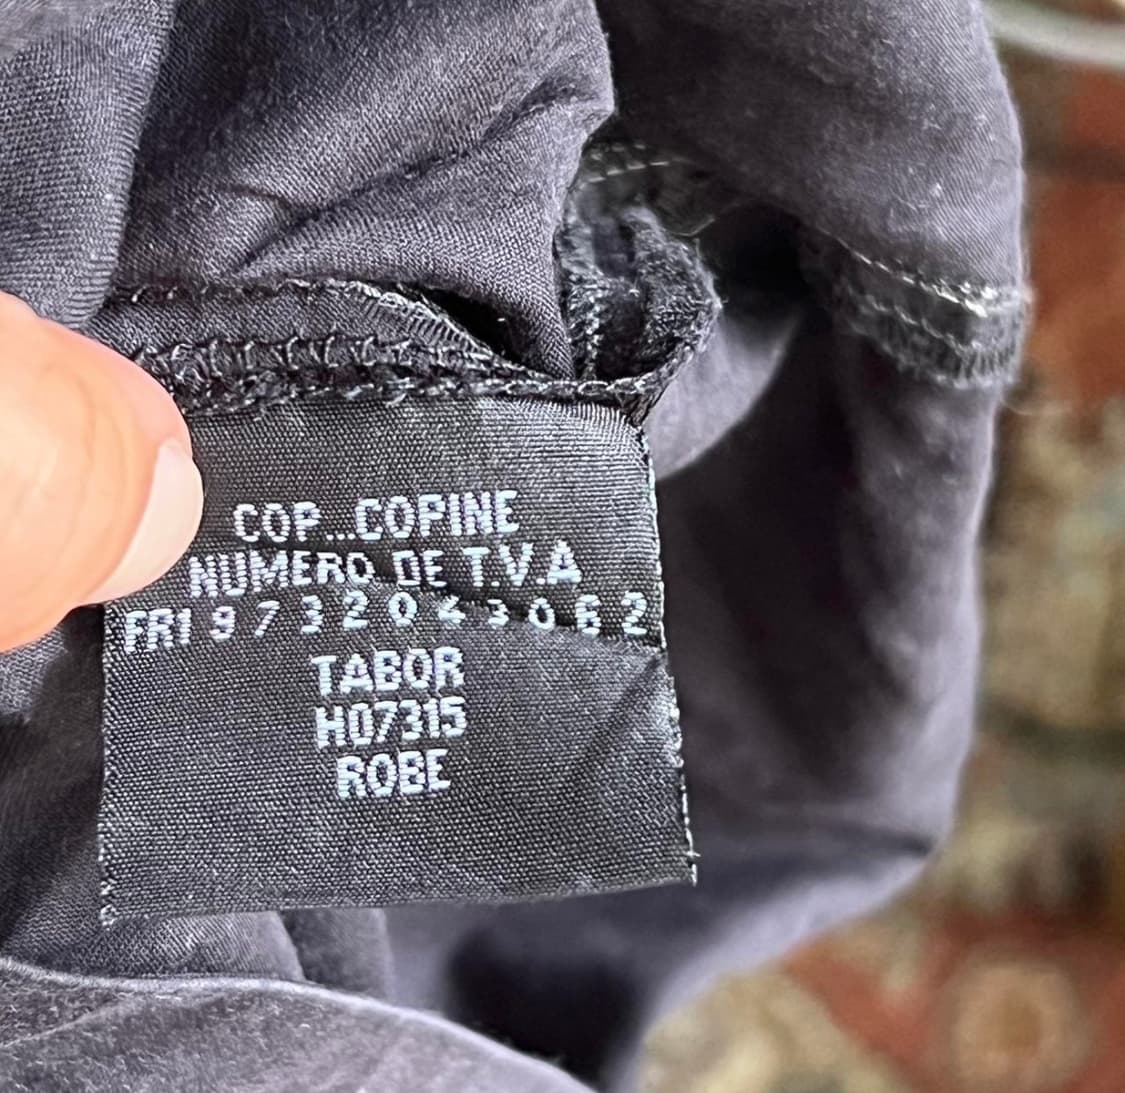 COP...COPINE
NUMERO DE T.V.A
FR19732043062
TABOR
H07315
ROBE